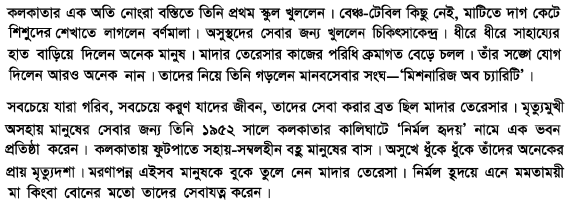 কলকাতার এক অতি নোংরা বস্তিতে তিনি প্রথম স্কুল খুললেন। বেঞ্চ-টেবিল কিছু নেই, মাটিতে দাগ কেটে
শিশুদের শেখাতে লাগলেন বর্ণমালা। অসুস্থদের সেবার জন্য খুললেন চিকিৎসাকেন্দ্র। ধীরে ধীরে সাহায্যের
হাত বাড়িয়ে দিলেন অনেক মানুষ। মাদার তেরেসার কাজের পরিধি ক্রমাগত বেড়ে চলল। তাঁর সঙ্গে যোগ
দিলেন আরও অনেক নান। তাদের নিয়ে তিনি গড়লেন মানবসেবার সংঘ—‘মিশনারিজ অব চ্যারিটি’।
সবচেয়ে যারা গরিব, সবচেয়ে করুণ যাদের জীবন, তাদের সেবা করার ব্রত ছিল মাদার তেরেসার। মৃত্যুমুখী
অসহায় মানুষের সেবার জন্য তিনি ১৯৫২ সালে কলকাতার কালিঘাটে ‘নির্মল হৃদয়’ নামে এক ভবন
প্রতিষ্ঠা করেন। কলকাতায় ফুটপাতে সহায়-সম্বলহীন বহু মানুষের বাস। অসুখে ধুঁকে ধুঁকে তাঁদের অনেকের
প্রায় মৃত্যুদশা। মরণাপন্ন এইসব মানুষকে বুকে তুলে নেন মাদার তেরেসা। নির্মল হৃদয়ে এনে মমতাময়ী
মা কিংবা বোনের মতো তাদের সেবাযত্ন করেন।